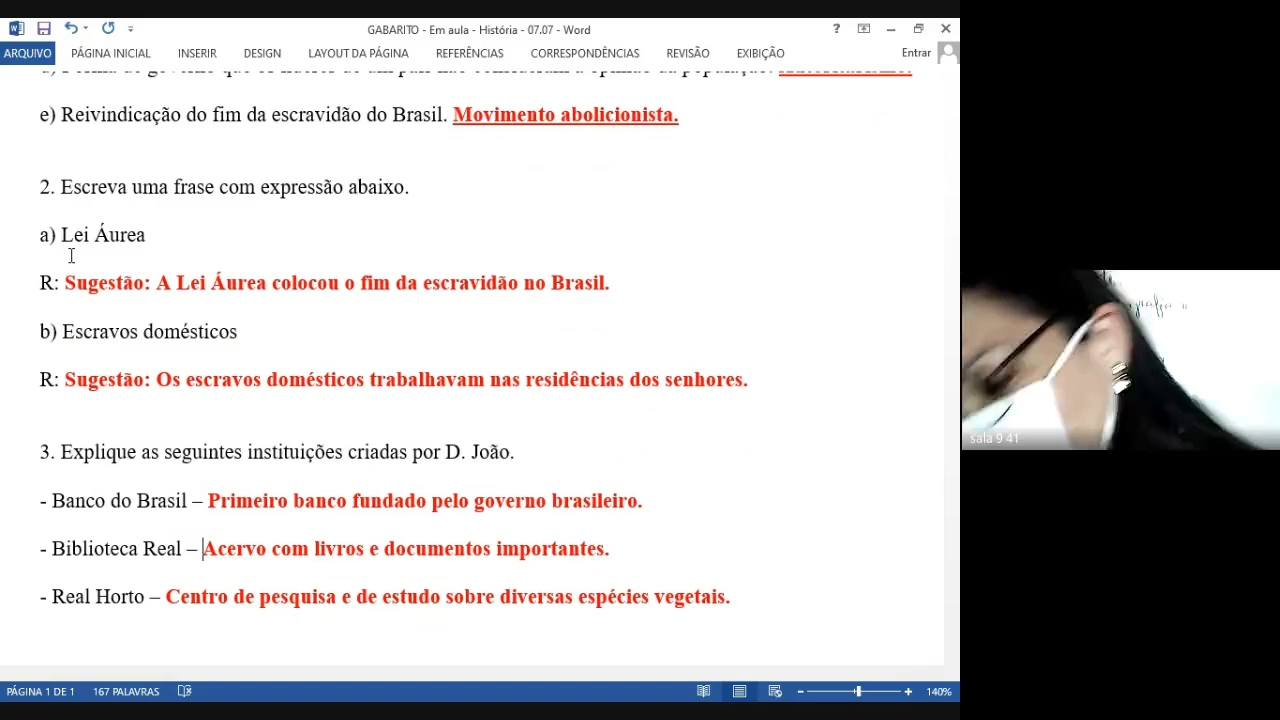 GABARITO - Em aula - História - 07.07 - Word
?
ARQUIVO PÁGINA INICIAL INSERIR DESIGN LAYOUT DA PÁGINA REFERÊNCIAS CORRESPONDÊNCIAS REVISÃO EXIBIÇÃO Entrar
e) Reivindicação do fim da escravidão do Brasil. Movimento abolicionista.
2. Escreva uma frase com expressão abaixo.
a) Lei Áurea
R: Sugestão: A Lei Áurea colocou o fim da escravidão no Brasil.
b) Escravos domésticos
R: Sugestão: Os escravos domésticos trabalhavam nas residências dos senhores.
3. Explique as seguintes instituições criadas por D. João.
- Banco do Brasil – Primeiro banco fundado pelo governo brasileiro.
- Biblioteca Real – Acervo com livros e documentos importantes.
- Real Horto – Centro de pesquisa e de estudo sobre diversas espécies vegetais.
PÁGINA 1 DE 1 167 PALAVRAS 140%
sala 9 41